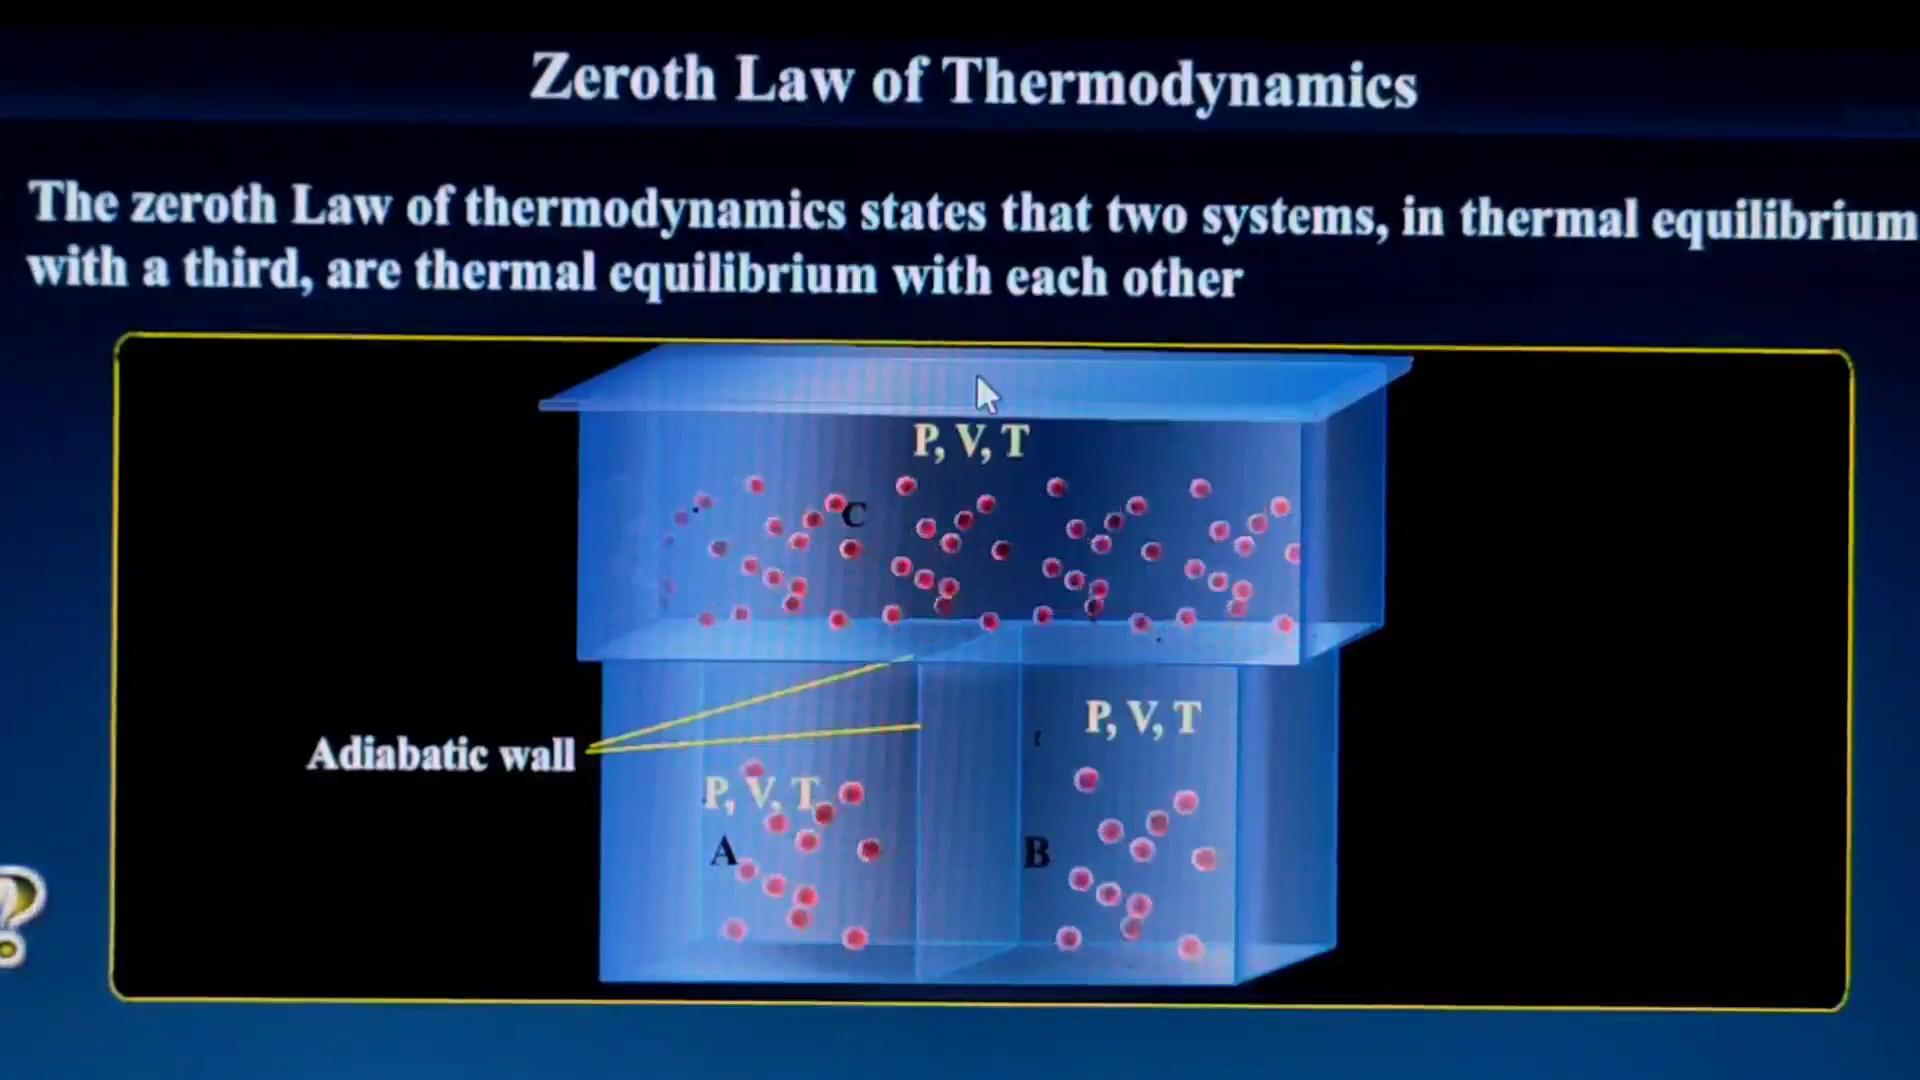 Zeroth Law of Thermodynamics
The zeroth Law of thermodynamics states that two systems, in thermal equilibrium
with a third, are thermal equilibrium with each other
P, V, T
C
P, V, T
Adiabatic wall
P, V, T
A
B
?